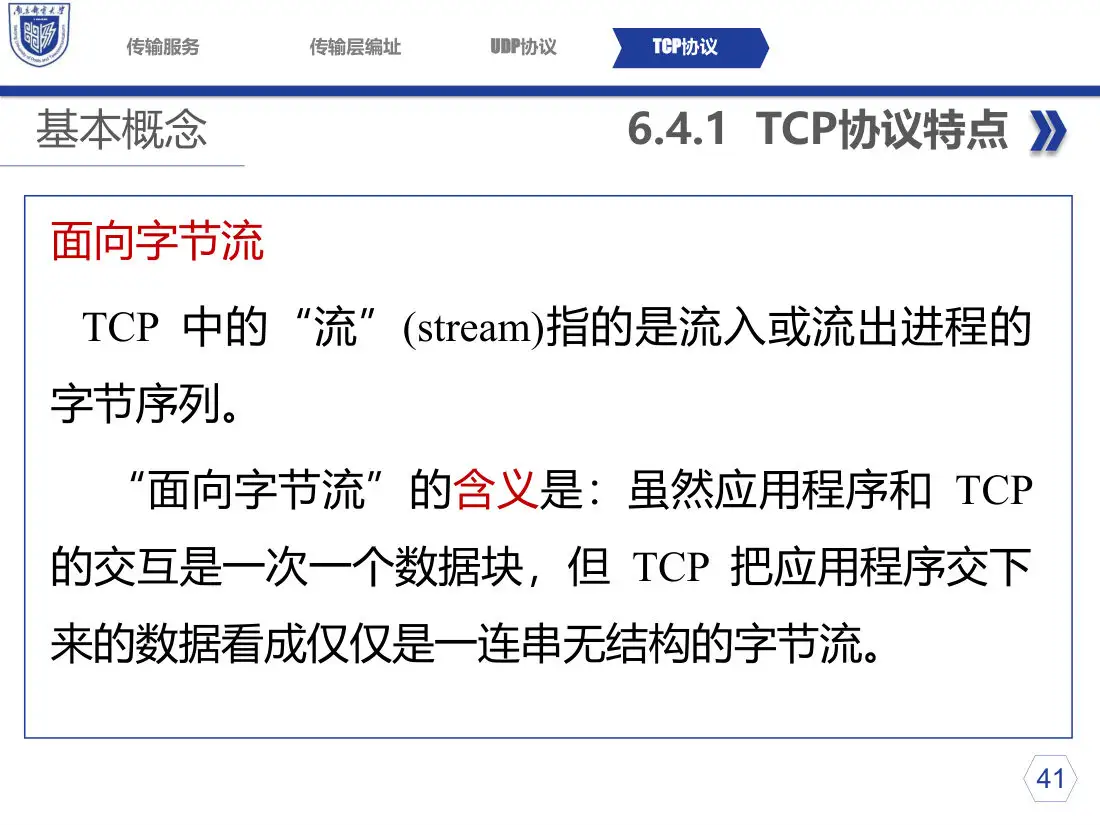 南京邮电大学
传输服务
传输层编址
UDP协议
TCP协议
基本概念
6.4.1 TCP协议特点
面向字节流
TCP 中的“流”(stream)指的是流入或流出进程的
字节序列。
“面向字节流”的含义是：虽然应用程序和 TCP
的交互是一次一个数据块，但 TCP 把应用程序交下
来的数据看成仅仅是一连串无结构的字节流。
41